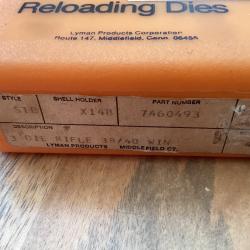 Reloading Dies
Lyman Products Corporation
Route 147, Middlefield, Conn. 06455
STYLE SHELL HOLDER PART NUMBER
STD X14B 7460493
DESCRIPTION
3 DIE RIFLE 38/40 WIN
LYMAN PRODUCTS MIDDLEFIELD CT.